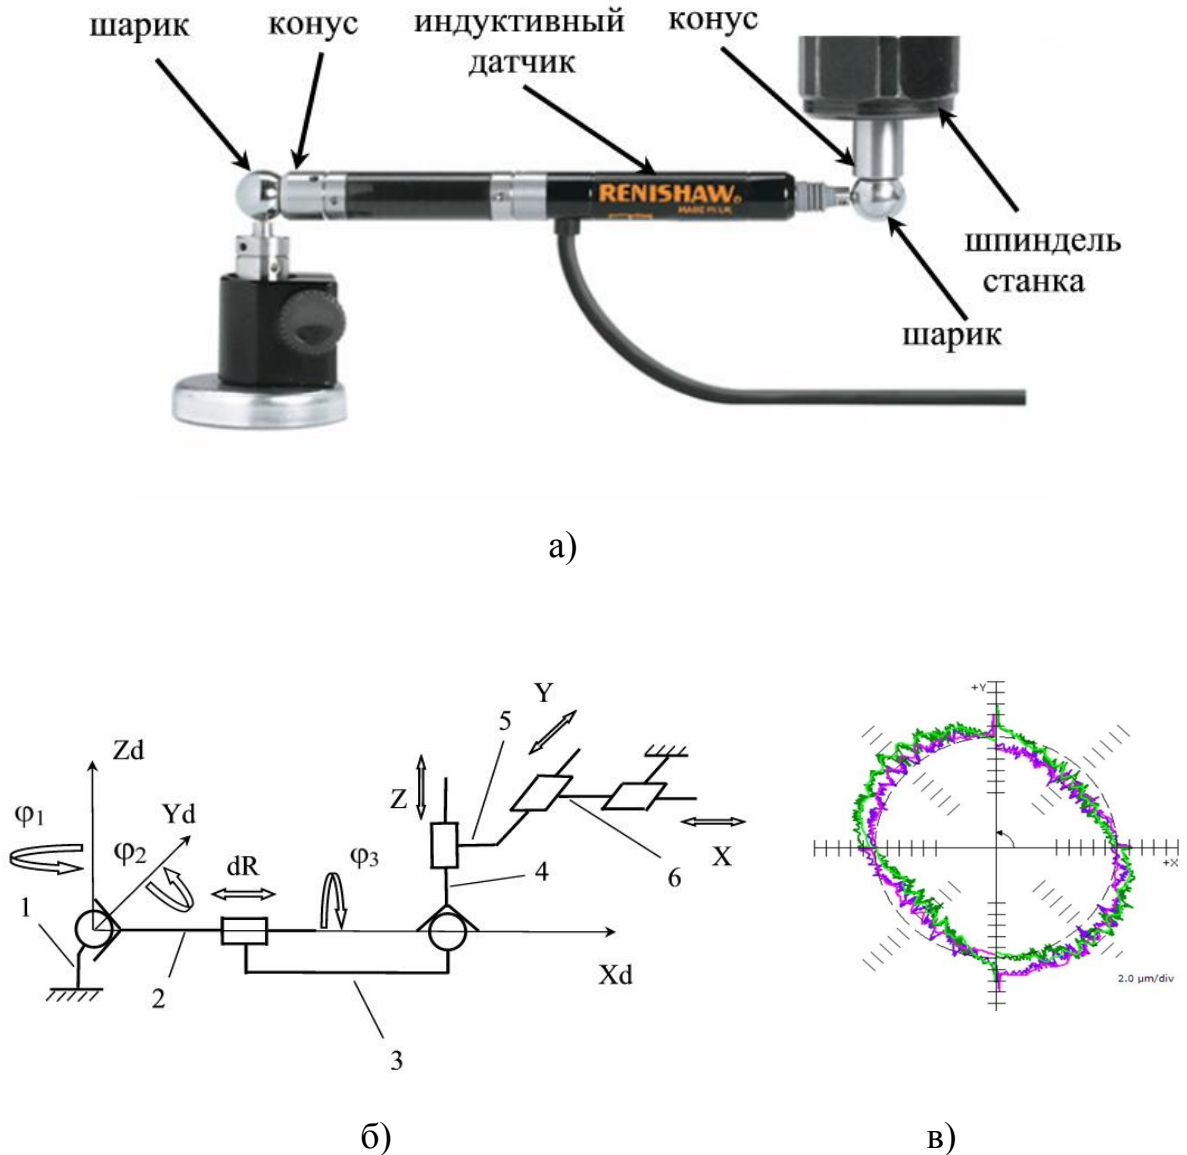 шарик
конус
индуктивный
датчик
конус
RENISHAW
шпиндель
станка
шарик
а)
Y
5
Zd
Z
φ1
Yd
φ2
dR
φ3
4
6
X
1
2
Xd
3
+Y
+X
2.0 µm/div
б)
в)